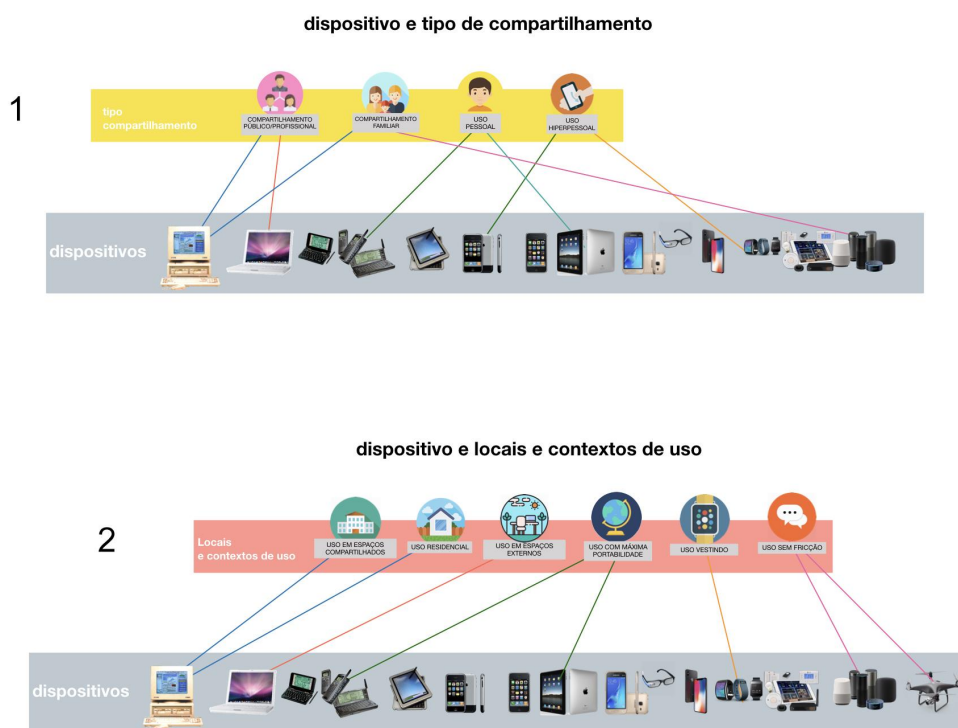 dispositivo e tipo de compartilhamento
1
tipo
compartilhamento
COMPARTILHAMENTO
PÚBLICO/PROFISSIONAL
COMPARTILHAMENTO
FAMILIAR
USO
PESSOAL
USO
HIPERPESSOAL
dispositivos
dispositivo e locais e contextos de uso
2
Locais
e contextos de uso
USO EM ESPAÇOS
COMPARTILHADOS
USO RESIDENCIAL
USO EM ESPAÇOS
EXTERNOS
USO COM MÁXIMA
PORTABILIDADE
USO VESTINDO
USO SEM FRICÇÃO
dispositivos